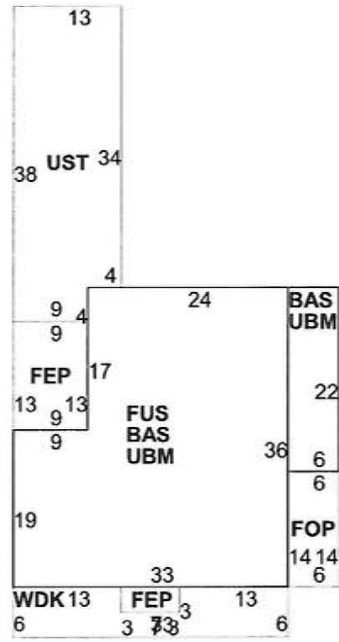 13
38 UST 34
4
9 4 24 BAS
9 UBM
FEP 17
22
13 13 FUS
9 BAS
9 UBM 36
6
6
19 FOP
14 14
33 6
WDK 13 FEP 13
3
6 3 8 6